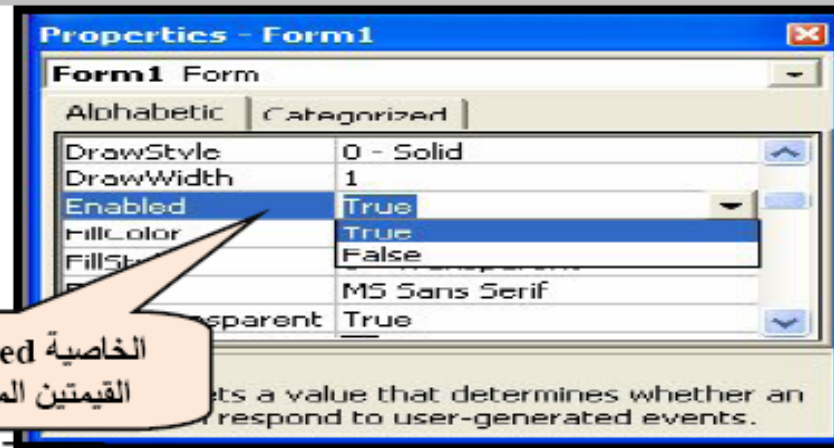 Properties - Form1
Form1 Form
Alphabetic Categorized
DrawStyle 0 - Solid
DrawWidth 1
Enabled True
FillColor True
False
MS Sans Serif
True
الخاصية ed
القيمتين
ets a value that determines whether an
respond to user-generated events.